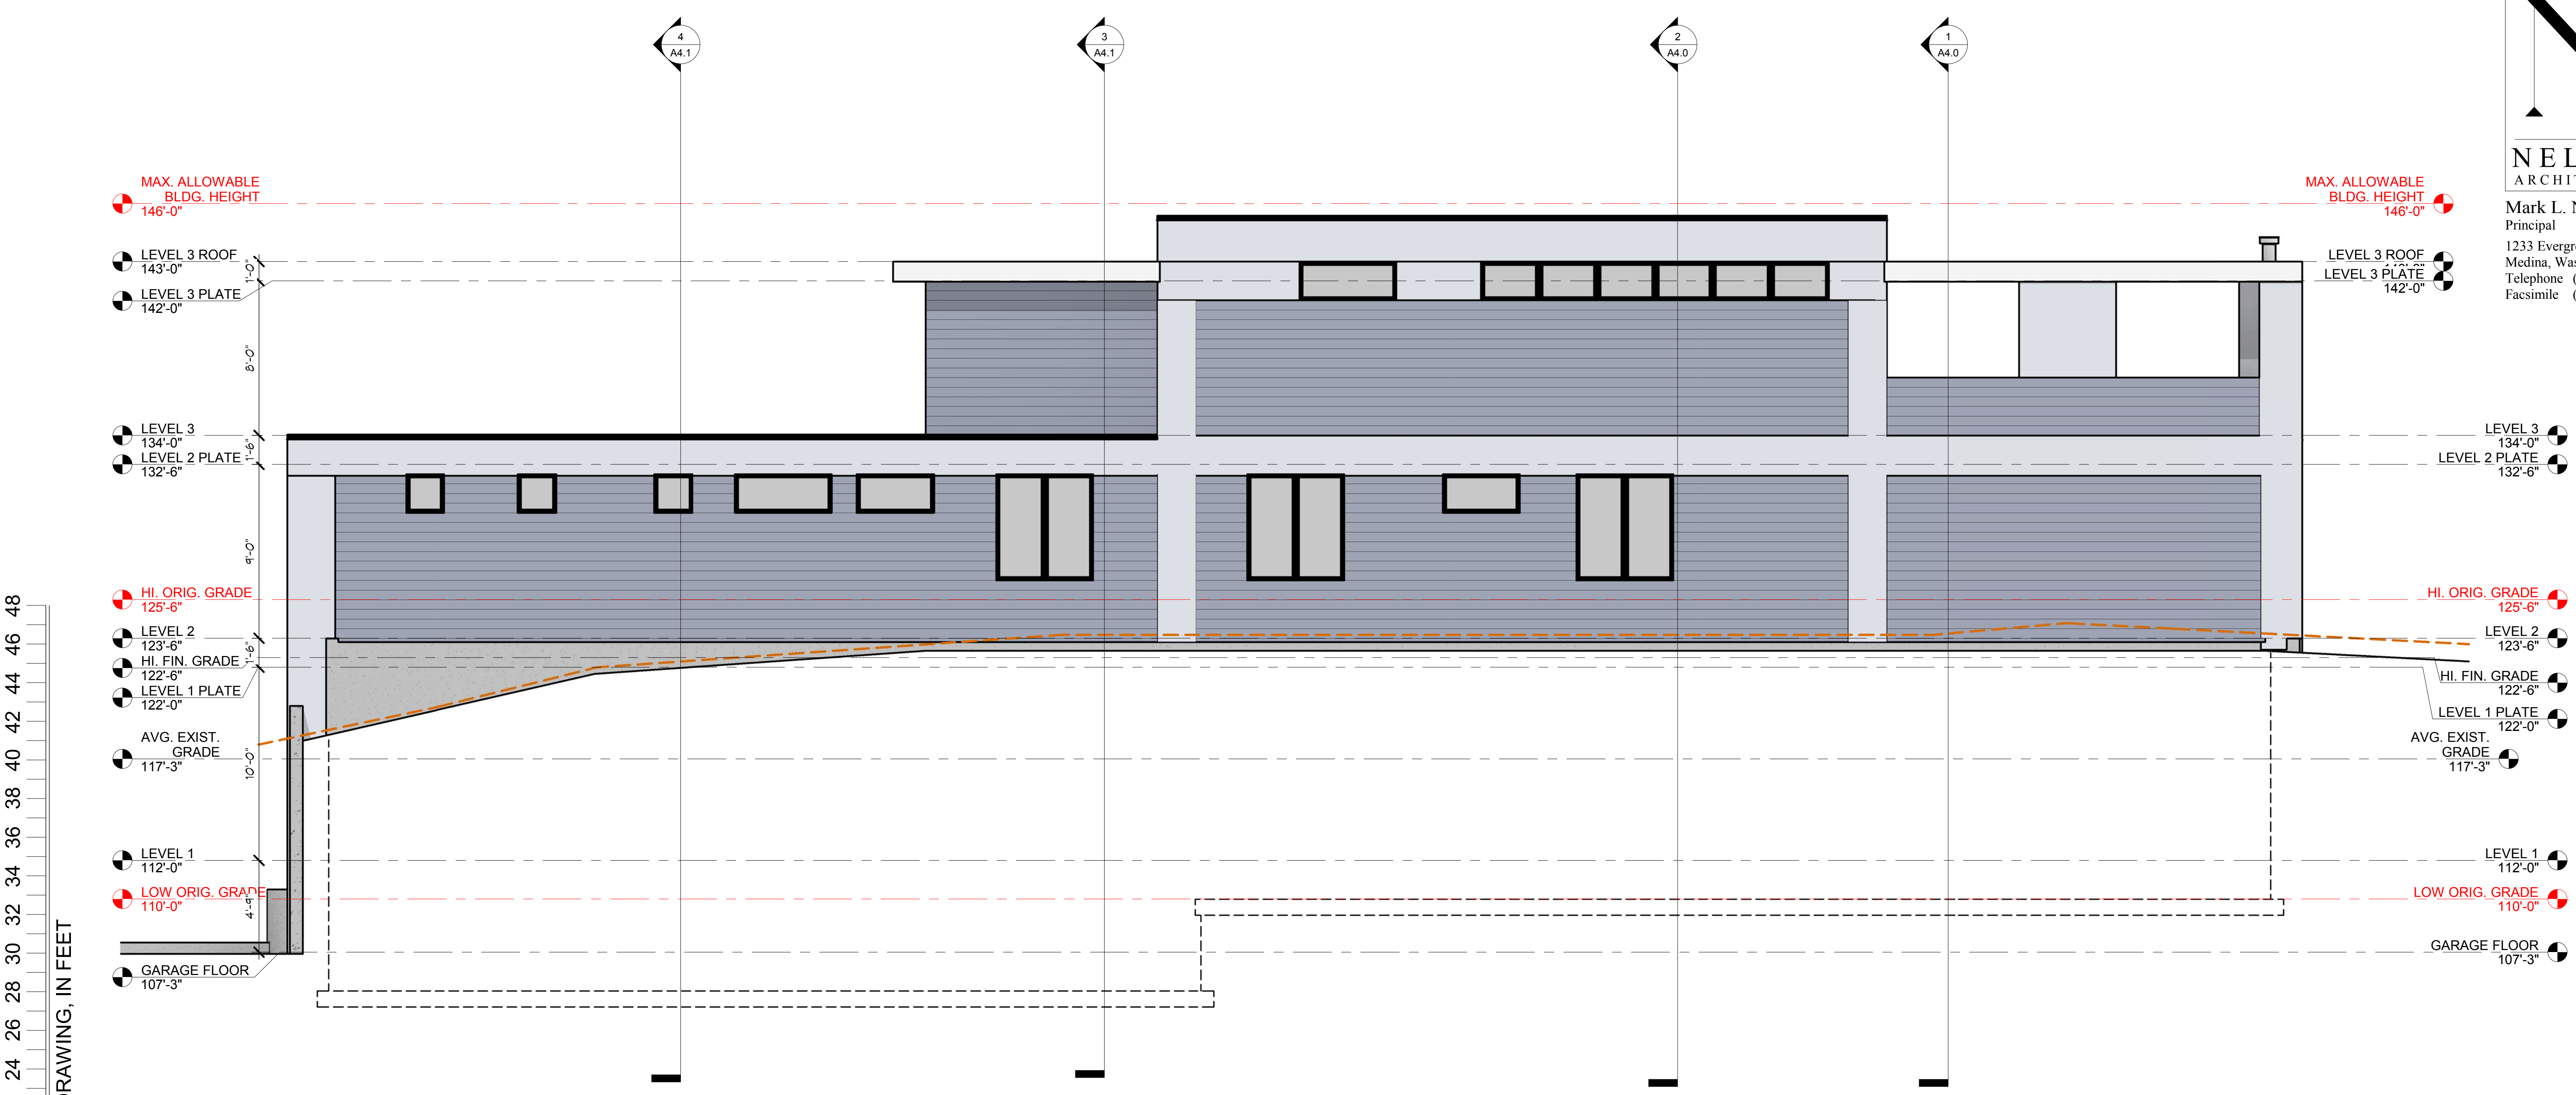 4
A4.1
3
A4.1
2
A4.0
1
A4.0
NEL
ARCHIT
Mark L. N
Principal
1233 Evergr
Medina, Was
Telephone (
Facsimile (
MAX. ALLOWABLE
BLDG. HEIGHT
146'-0"
LEVEL 3 ROOF
143'-0"
LEVEL 3 PLATE
142'-0"
LEVEL 3
134'-0"
LEVEL 2 PLATE
132'-6"
HI. ORIG. GRADE
125'-6"
LEVEL 2
123'-6"
HI. FIN. GRADE
122'-6"
LEVEL 1 PLATE
122'-0"
AVG. EXIST.
GRADE
117'-3"
LEVEL 1
112'-0"
LOW ORIG. GRADE
110'-0"
GARAGE FLOOR
107'-3"
1'-0"
8'-0"
1'-6"
9'-0"
1'-6"
10'-0"
4'-9"
MAX. ALLOWABLE
BLDG. HEIGHT
146'-0"
LEVEL 3 ROOF
LEVEL 3 PLATE
142'-0"
LEVEL 3
134'-0"
LEVEL 2 PLATE
132'-6"
HI. ORIG. GRADE
125'-6"
LEVEL 2
123'-6"
HI. FIN. GRADE
122'-6"
LEVEL 1 PLATE
122'-0"
AVG. EXIST.
GRADE
117'-3"
LEVEL 1
112'-0"
LOW ORIG. GRADE
110'-0"
GARAGE FLOOR
107'-3"
48
46
44
42
40
38
36
34
32
30
28
26
24
DRAWING, IN FEET